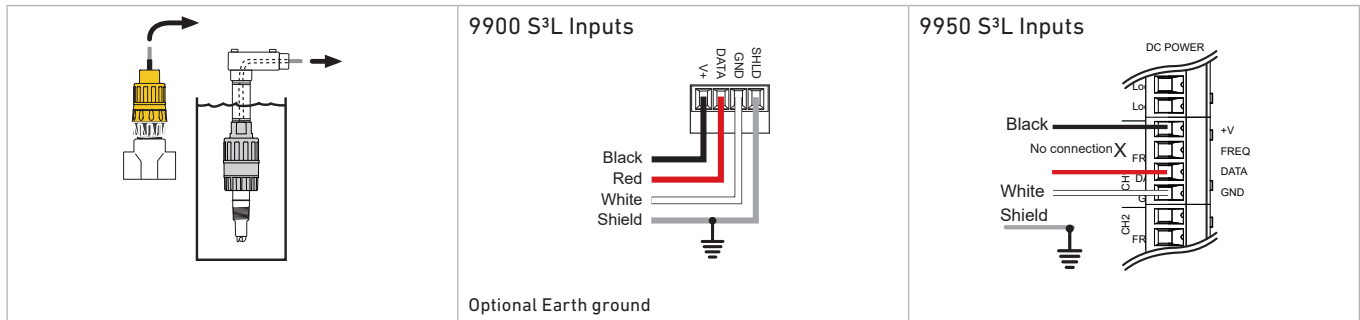 9900 S³L Inputs
V+
DATA
GND
SHLD
Black
Red
White
Shield
Optional Earth ground
9950 S³L Inputs
DC POWER
Black
+V
No connection X
FREQ
DATA
White
GND
Shield
CH2
FR